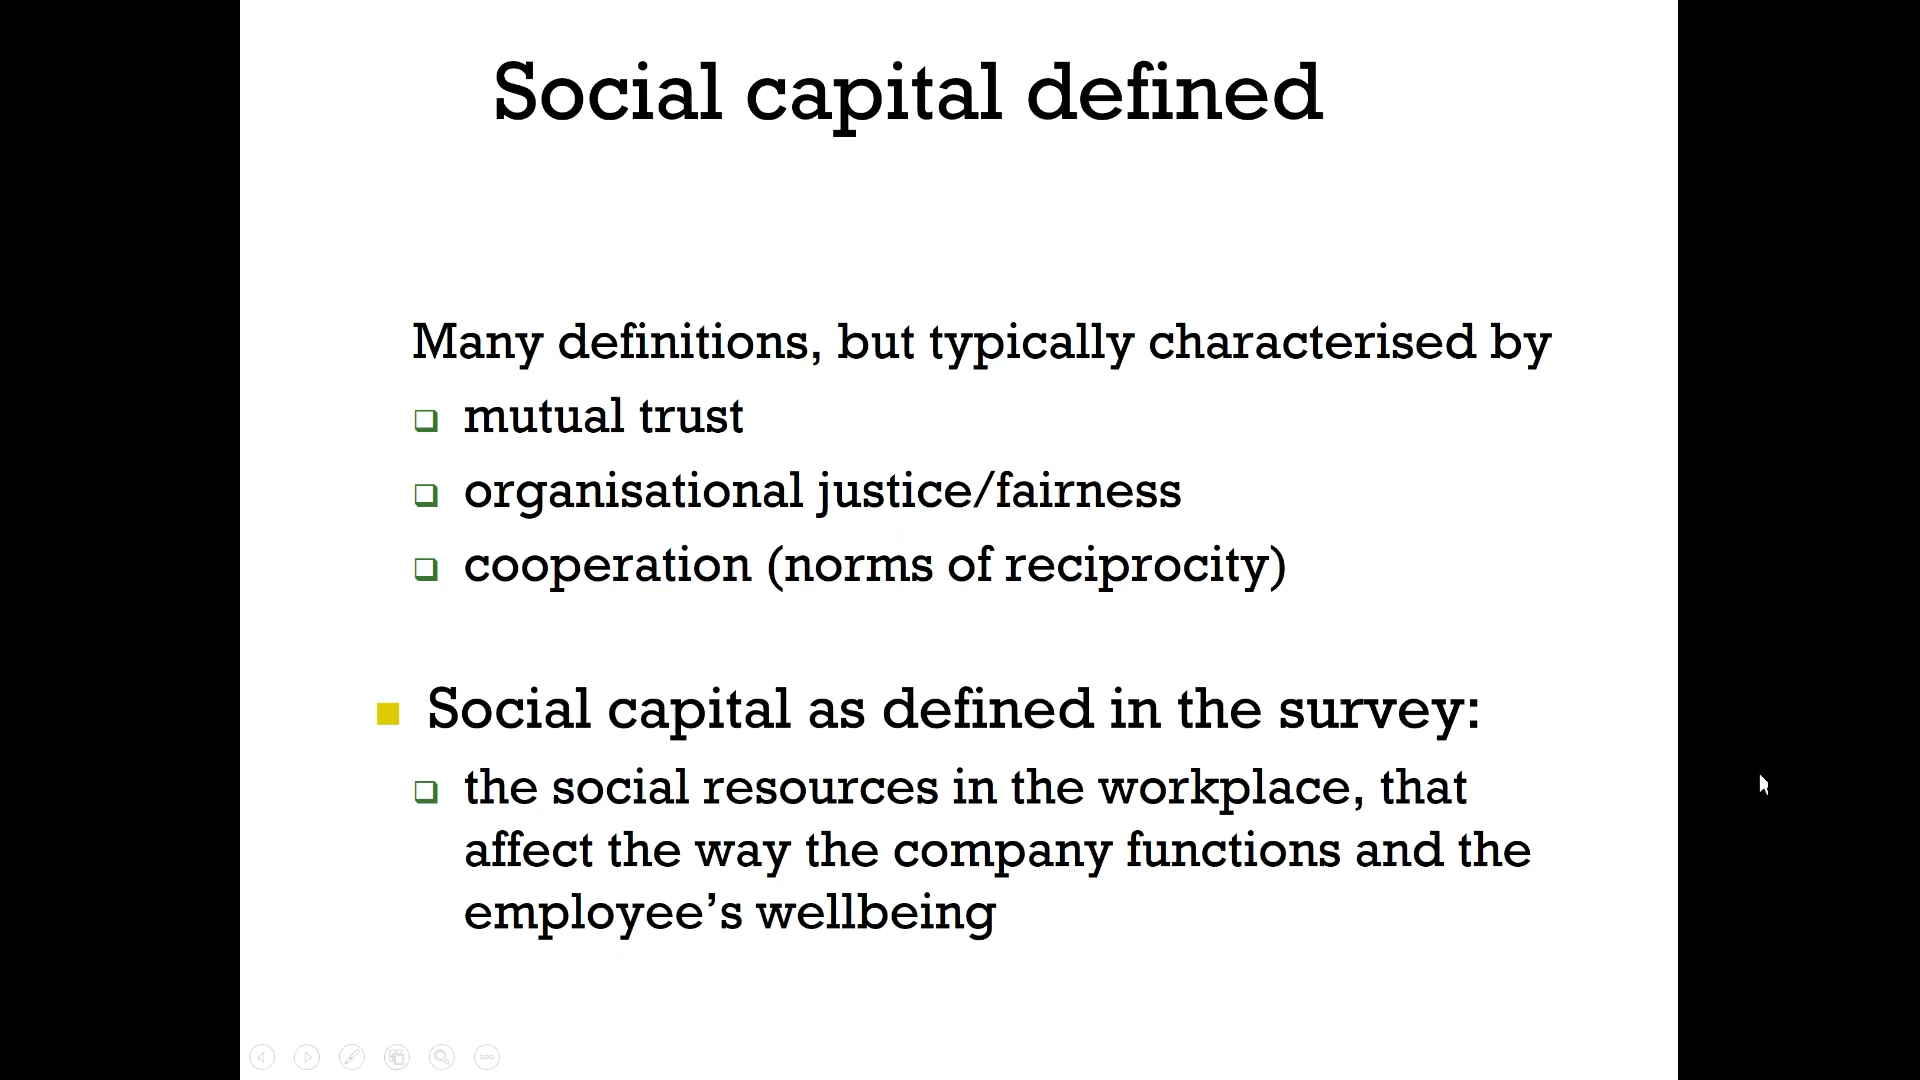 Social capital defined
Many definitions, but typically characterised by
mutual trust
organisational justice/fairness
cooperation (norms of reciprocity)
Social capital as defined in the survey:
the social resources in the workplace, that
affect the way the company functions and the
employee’s wellbeing